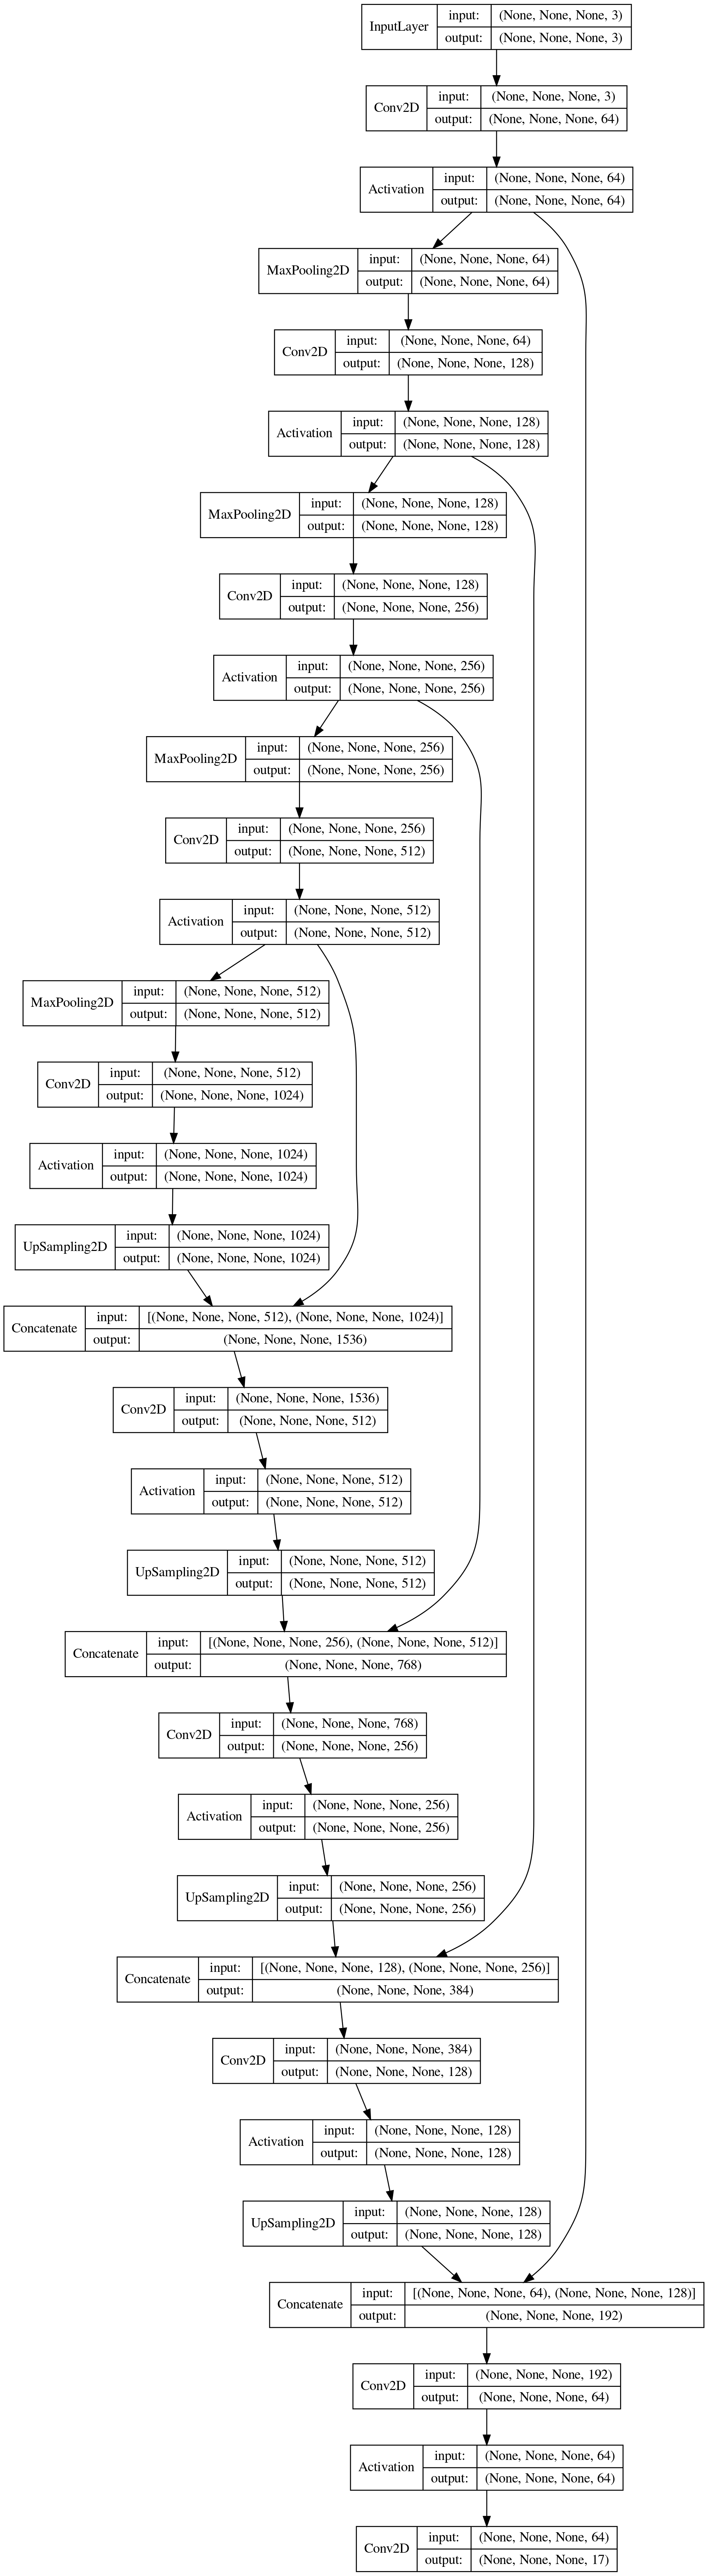 InputLayer input: (None, None, None, 3)
output: (None, None, None, 3)
Conv2D input: (None, None, None, 3)
output: (None, None, None, 64)
Activation input: (None, None, None, 64)
output: (None, None, None, 64)
MaxPooling2D input: (None, None, None, 64)
output: (None, None, None, 64)
Conv2D input: (None, None, None, 64)
output: (None, None, None, 128)
Activation input: (None, None, None, 128)
output: (None, None, None, 128)
MaxPooling2D input: (None, None, None, 128)
output: (None, None, None, 128)
Conv2D input: (None, None, None, 128)
output: (None, None, None, 256)
Activation input: (None, None, None, 256)
output: (None, None, None, 256)
MaxPooling2D input: (None, None, None, 256)
output: (None, None, None, 256)
Conv2D input: (None, None, None, 256)
output: (None, None, None, 512)
Activation input: (None, None, None, 512)
output: (None, None, None, 512)
MaxPooling2D input: (None, None, None, 512)
output: (None, None, None, 512)
Conv2D input: (None, None, None, 512)
output: (None, None, None, 1024)
Activation input: (None, None, None, 1024)
output: (None, None, None, 1024)
UpSampling2D input: (None, None, None, 1024)
output: (None, None, None, 1024)
Concatenate input: [(None, None, None, 512), (None, None, None, 1024)]
output: (None, None, None, 1536)
Conv2D input: (None, None, None, 1536)
output: (None, None, None, 512)
Activation input: (None, None, None, 512)
output: (None, None, None, 512)
UpSampling2D input: (None, None, None, 512)
output: (None, None, None, 512)
Concatenate input: [(None, None, None, 256), (None, None, None, 512)]
output: (None, None, None, 768)
Conv2D input: (None, None, None, 768)
output: (None, None, None, 256)
Activation input: (None, None, None, 256)
output: (None, None, None, 256)
UpSampling2D input: (None, None, None, 256)
output: (None, None, None, 256)
Concatenate input: [(None, None, None, 128), (None, None, None, 256)]
output: (None, None, None, 384)
Conv2D input: (None, None, None, 384)
output: (None, None, None, 128)
Activation input: (None, None, None, 128)
output: (None, None, None, 128)
UpSampling2D input: (None, None, None, 128)
output: (None, None, None, 128)
Concatenate input: [(None, None, None, 64), (None, None, None, 128)]
output: (None, None, None, 192)
Conv2D input: (None, None, None, 192)
output: (None, None, None, 64)
Activation input: (None, None, None, 64)
output: (None, None, None, 64)
Conv2D input: (None, None, None, 64)
output: (None, None, None, 17)